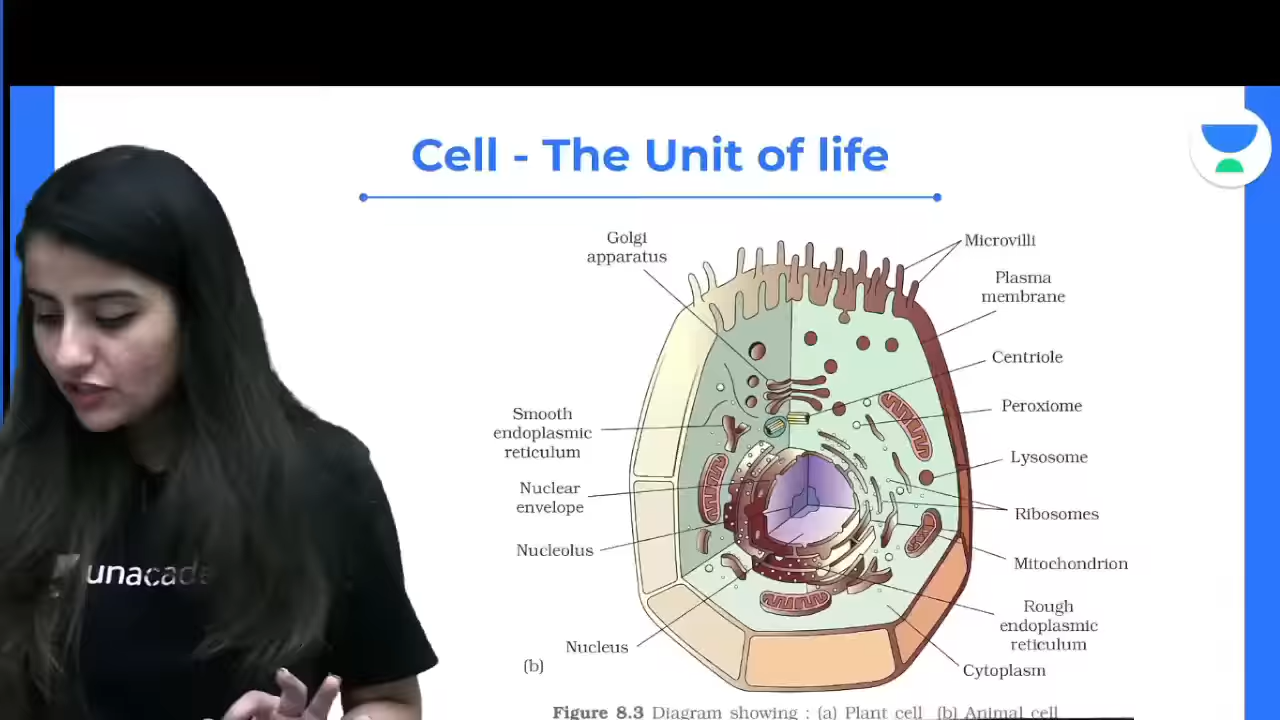 Cell - The Unit of life
Golgi
apparatus
Microvilli
Plasma
membrane
Centriole
Peroxiome
Smooth
endoplasmic
reticulum
Lysosome
Nuclear
envelope
Ribosomes
Nucleolus
Mitochondrion
Rough
endoplasmic
reticulum
Nucleus
(b)
Cytoplasm
Figure 8.3 Diagram showing : (a) Plant cell (b) Animal cell